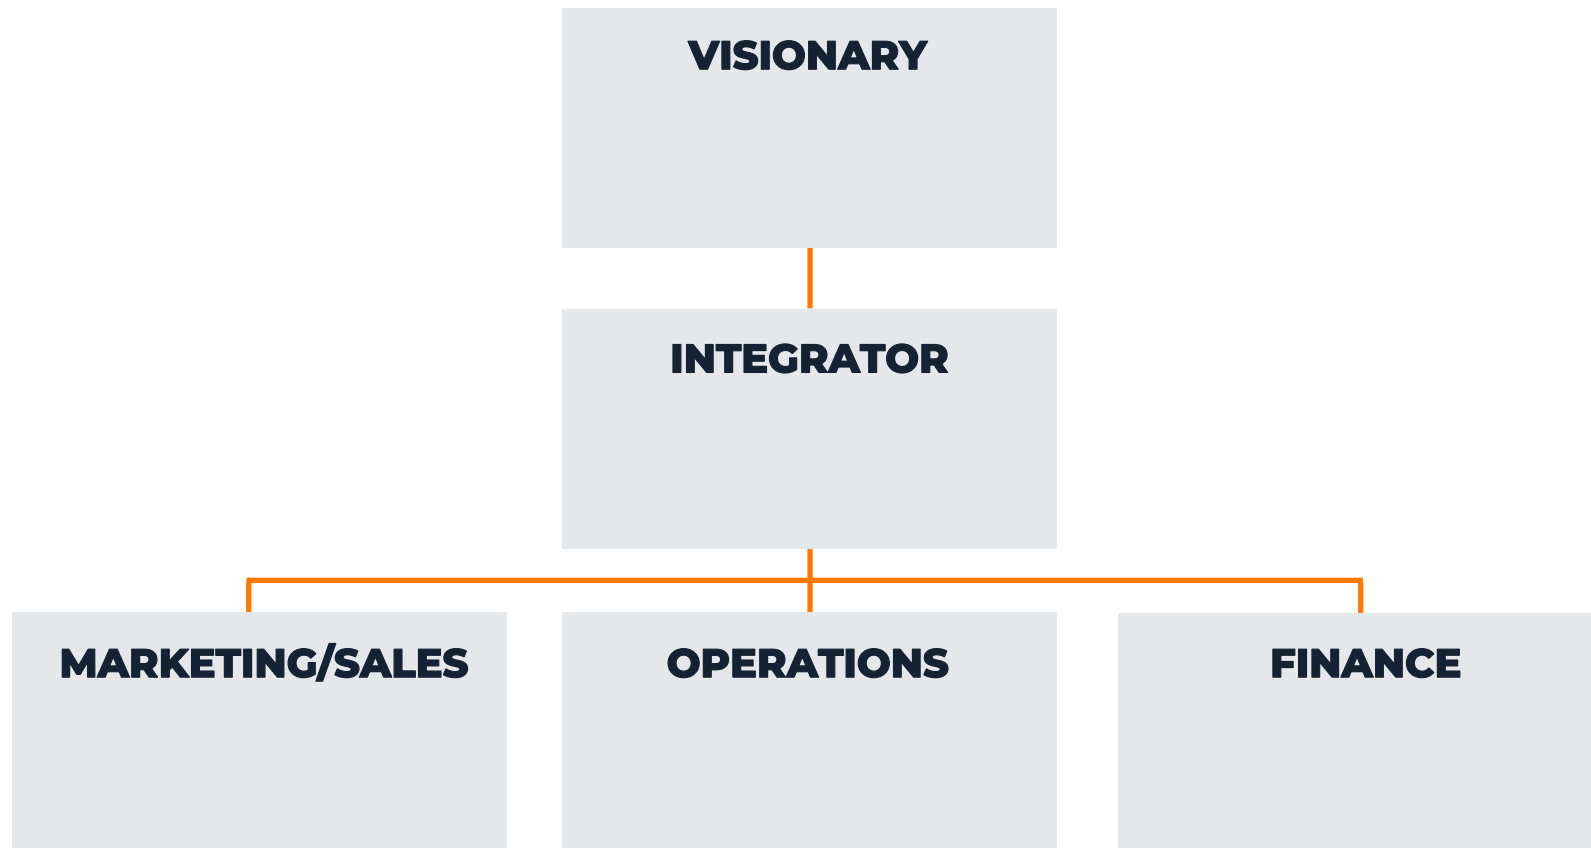 VISIONARY
INTEGRATOR
MARKETING/SALES
OPERATIONS
FINANCE